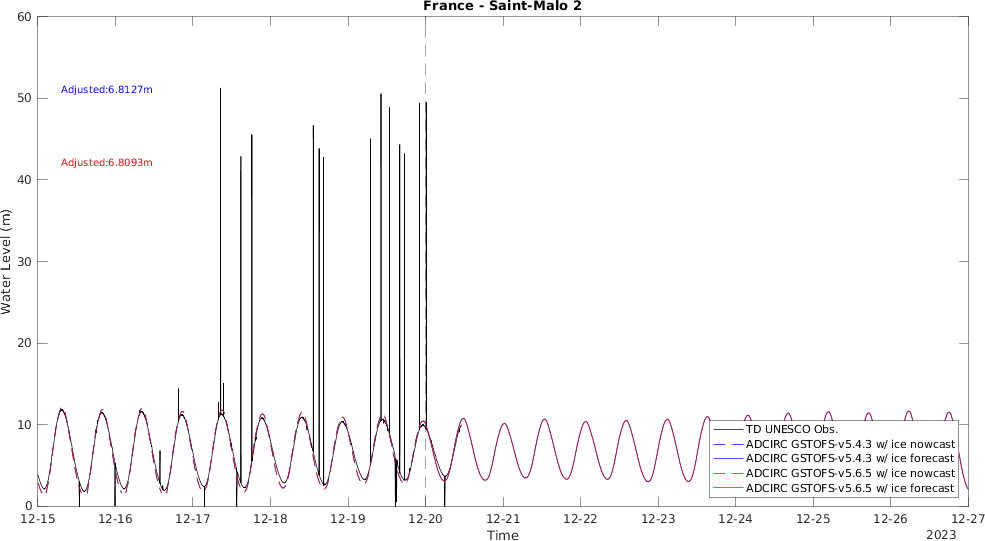 France - Saint-Malo 2
60
50
40
30
20
10
0
Water Level (m)
Adjusted:6.8127m
Adjusted:6.8093m
TD UNESCO Obs.
ADCIRC GSTOFS-v5.4.3 w/ ice nowcast
ADCIRC GSTOFS-v5.4.3 w/ ice forecast
ADCIRC GSTOFS-v5.6.5 w/ ice nowcast
ADCIRC GSTOFS-v5.6.5 w/ ice forecast
12-15 12-16 12-17 12-18 12-19 12-20 12-21 12-22 12-23 12-24 12-25 12-26 12-27
Time
2023